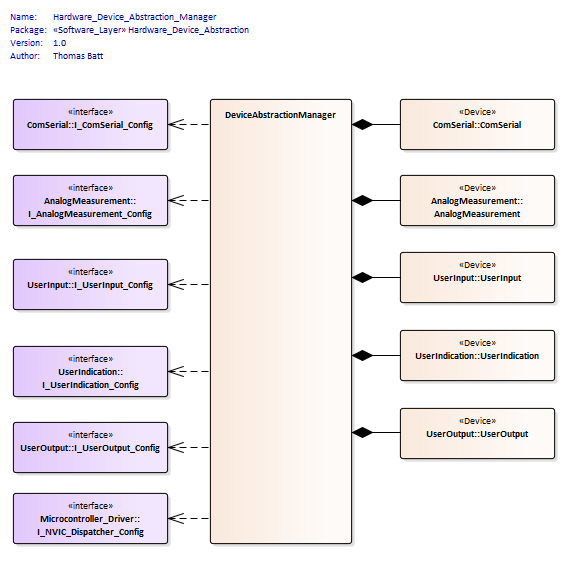 Name: Hardware_Device_Abstraction_Manager
Package: «Software_Layer» Hardware_Device_Abstraction
Version: 1.0
Author: Thomas Batt
«interface»
ComSerial::I_ComSerial_Config
DeviceAbstractionManager
«Device»
ComSerial::ComSerial
«interface»
AnalogMeasurement::
I_AnalogMeasurement_Config
«Device»
AnalogMeasurement::
AnalogMeasurement
«interface»
UserInput::I_UserInput_Config
«Device»
UserInput::UserInput
«interface»
UserIndication::
I_UserIndication_Config
«Device»
UserIndication::UserIndication
«interface»
UserOutput::I_UserOutput_Config
«Device»
UserOutput::UserOutput
«interface»
Microcontroller_Driver::
I_NVIC_Dispatcher_Config